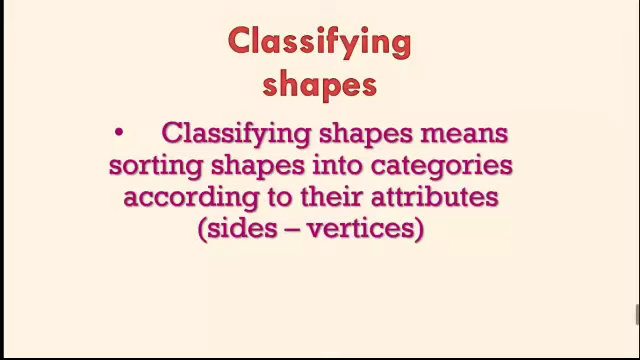 Classifying
shapes
• Classifying shapes means
sorting shapes into categories
according to their attributes
(sides – vertices)